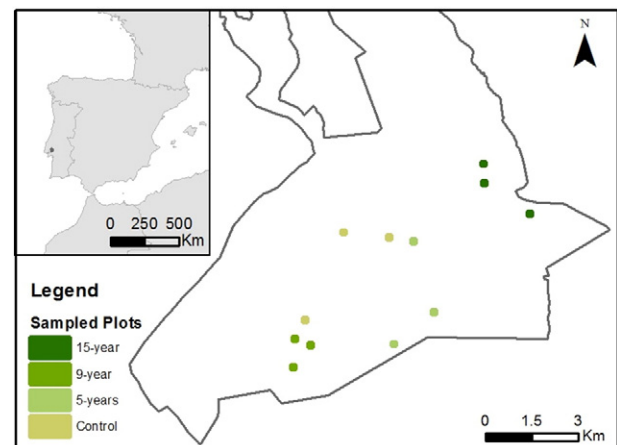 N
0 250 500
Km
Legend
Sampled Plots
15-year
9-year
5-years
Control
0 1.5 3
Km